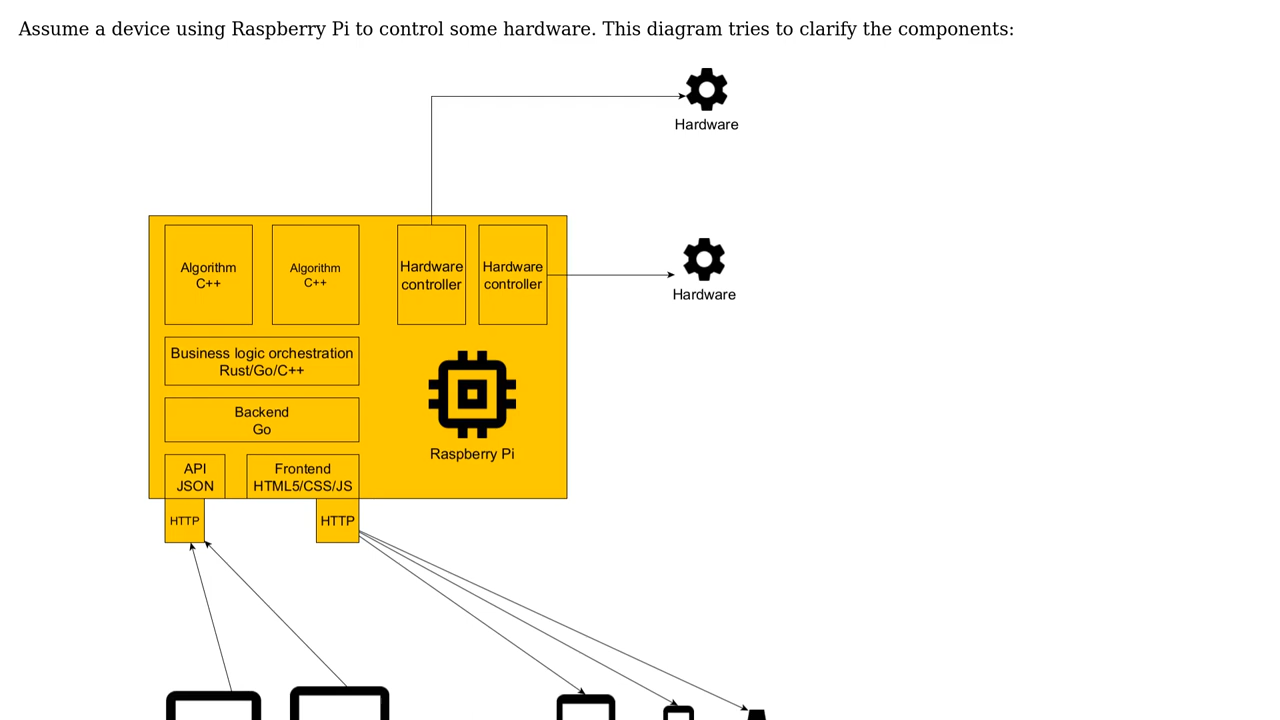 Assume a device using Raspberry Pi to control some hardware. This diagram tries to clarify the components:
Hardware
Algorithm
C++
Algorithm
C++
Hardware
controller
Hardware
controller
Hardware
Business logic orchestration
Rust/Go/C++
Backend
Go
Raspberry Pi
API
JSON
Frontend
HTML5/CSS/JS
HTTP
HTTP